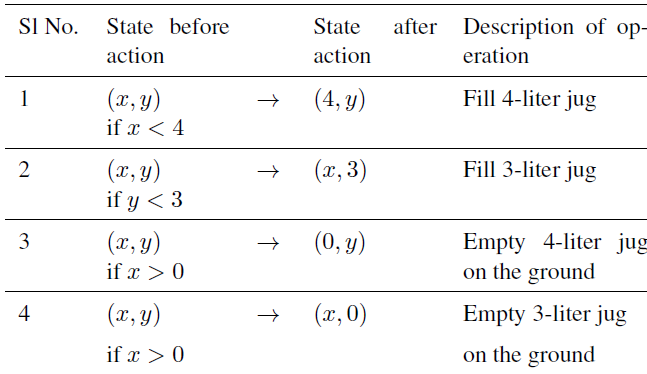 Sl No. State before State after Description of op-
action action eration
1 (x, y) → (4, y) Fill 4-liter jug
if x < 4
2 (x, y) → (x, 3) Fill 3-liter jug
if y < 3
3 (x, y) → (0, y) Empty 4-liter jug
if x > 0 on the ground
4 (x, y) → (x, 0) Empty 3-liter jug
if x > 0 on the ground